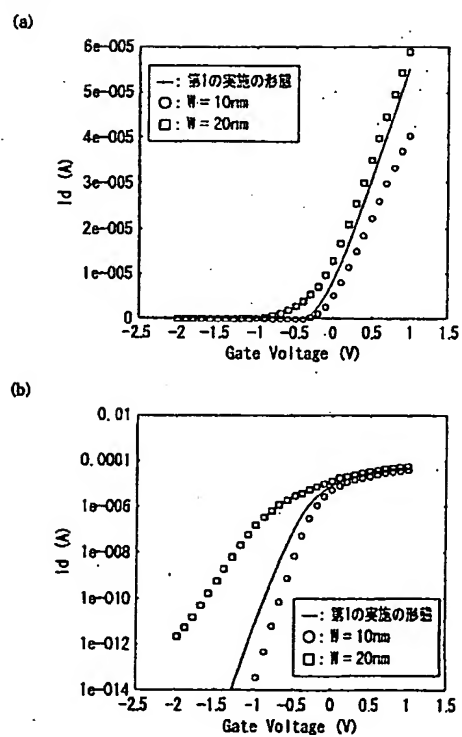 (a)
6e-005
5e-005
4e-005
3e-005
1e-005
1e-005
0
Id (A)
—: 第1の実施の形態
○: W = 10nm
□: W = 20nm
-2.5 -2 -1.5 -1 -0.5 0 0.5 1 1.5
Gate Voltage (V)
(b)
0.01
0.0001
1e-006
1e-008
1e-010
1e-012
1e-014
Id (A)
—: 第1の実施の形態
○: W = 10nm
□: W = 20nm
-2.5 -2 -1.5 -1 -0.5 0 0.5 1 1.5
Gate Voltage (V)